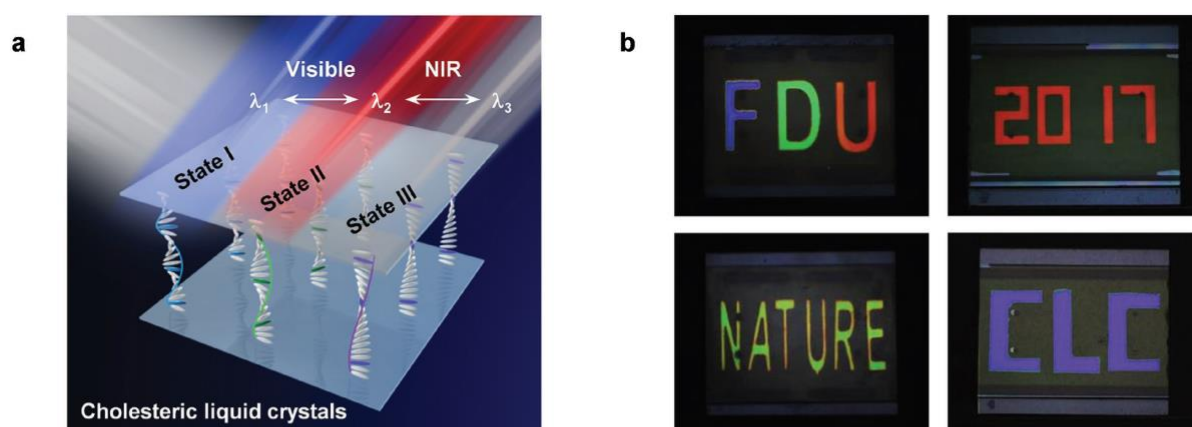 a
b
Visible
NIR
λ1
λ2
λ3
State I
State II
State III
Cholesteric liquid crystals
FDU
2017
NATURE
CLC